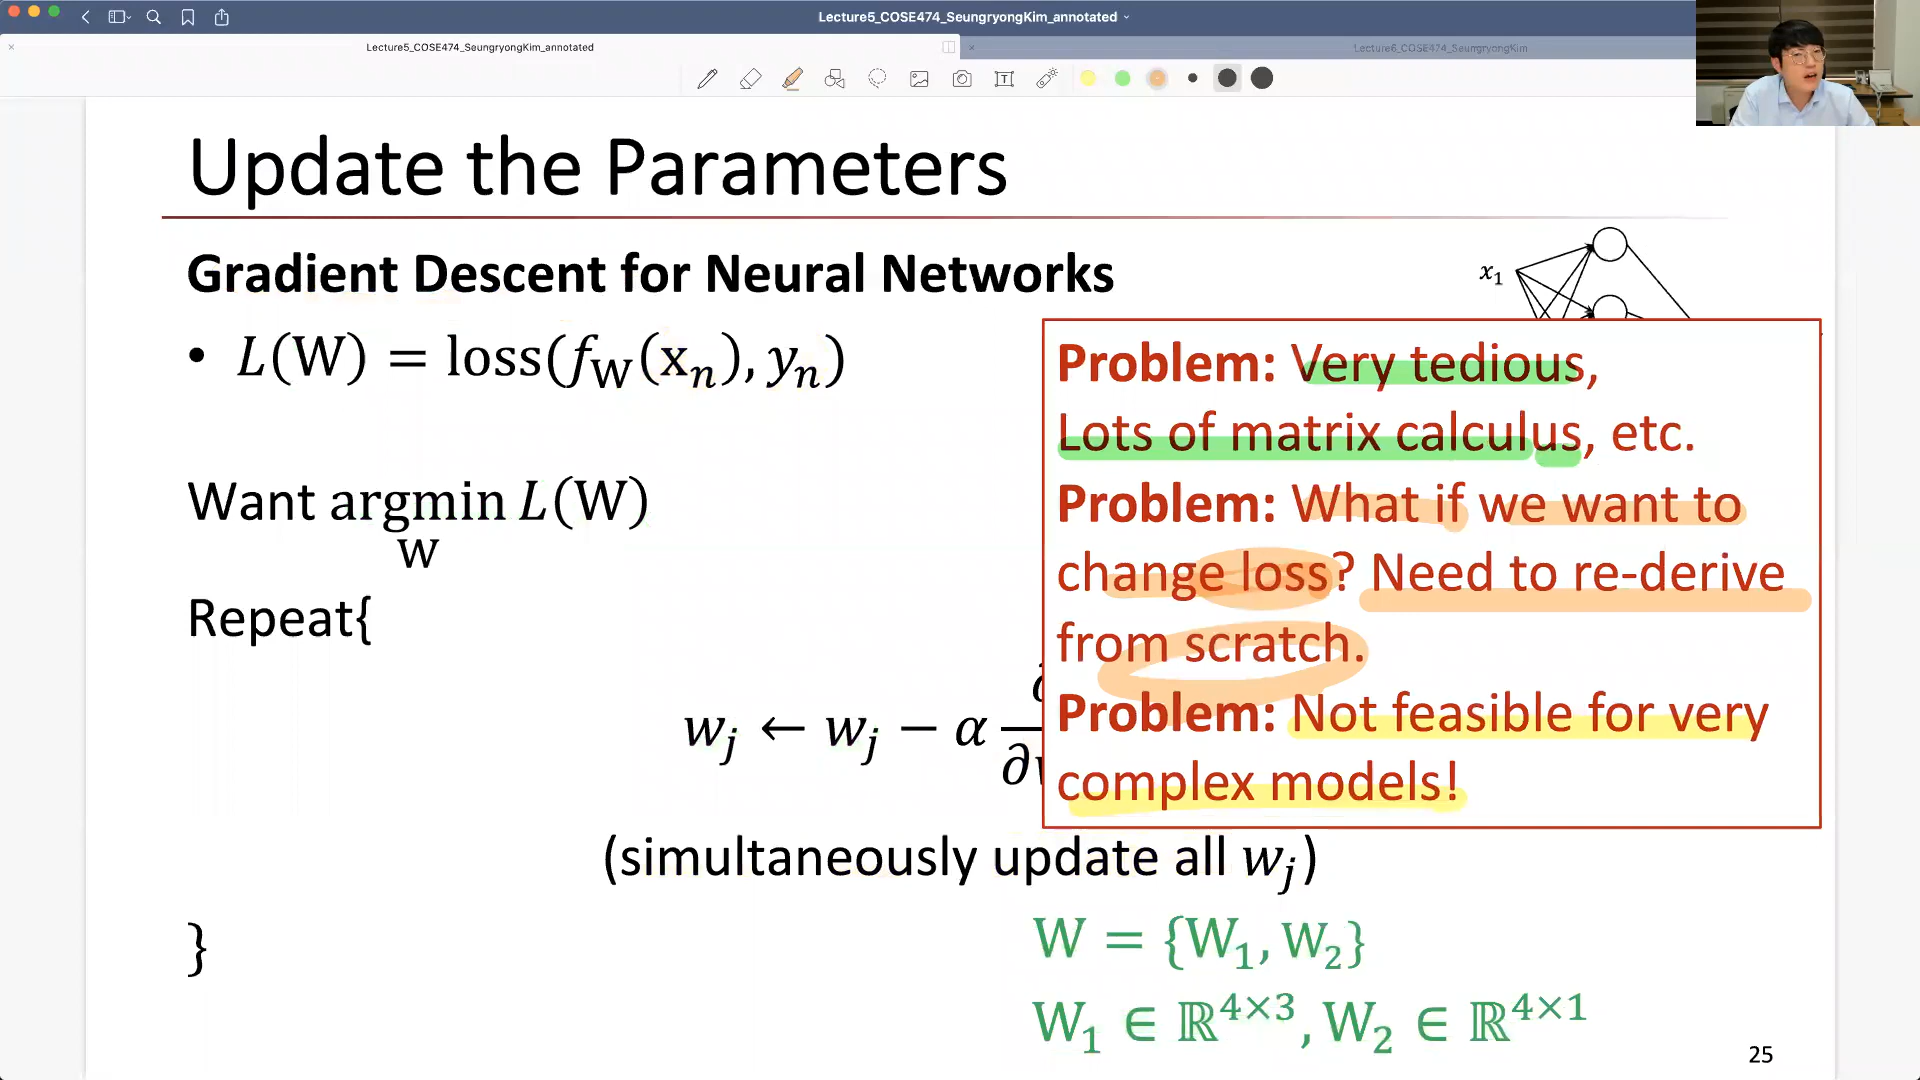 Lecture5_COSE474_SeungryongKim_annotated
Lecture5_COSE474_SeungryongKim_annotated
Lecture6_COSE474_SeungryongKim
Update the Parameters
Gradient Descent for Neural Networks
• L(W) = loss(f_W(x_n), y_n)
x_1
Want argmin L(W)
W
Repeat{
w_j ← w_j − α ∂
(simultaneously update all w_j)
}
Problem: Very tedious,
Lots of matrix calculus, etc.
Problem: What if we want to
change loss? Need to re-derive
from scratch.
Problem: Not feasible for very
complex models!
W = {W_1, W_2}
W_1 ∈ ℝ^{4×3}, W_2 ∈ ℝ^{4×1}
25